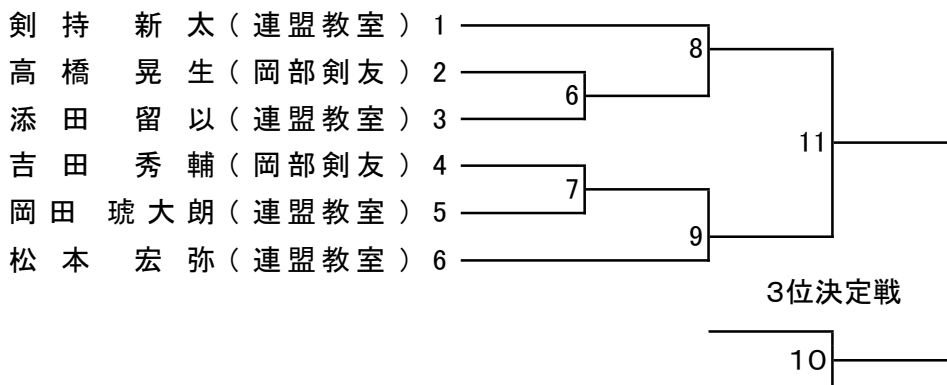 剣持 新太(連盟教室) 1
高橋 晃生(岡部剣友) 2
添田 留以(連盟教室) 3
吉田 秀輔(岡部剣友) 4
岡田 琥大朗(連盟教室) 5
松本 宏弥(連盟教室) 6
8
6
11
7
9
3位決定戦
10